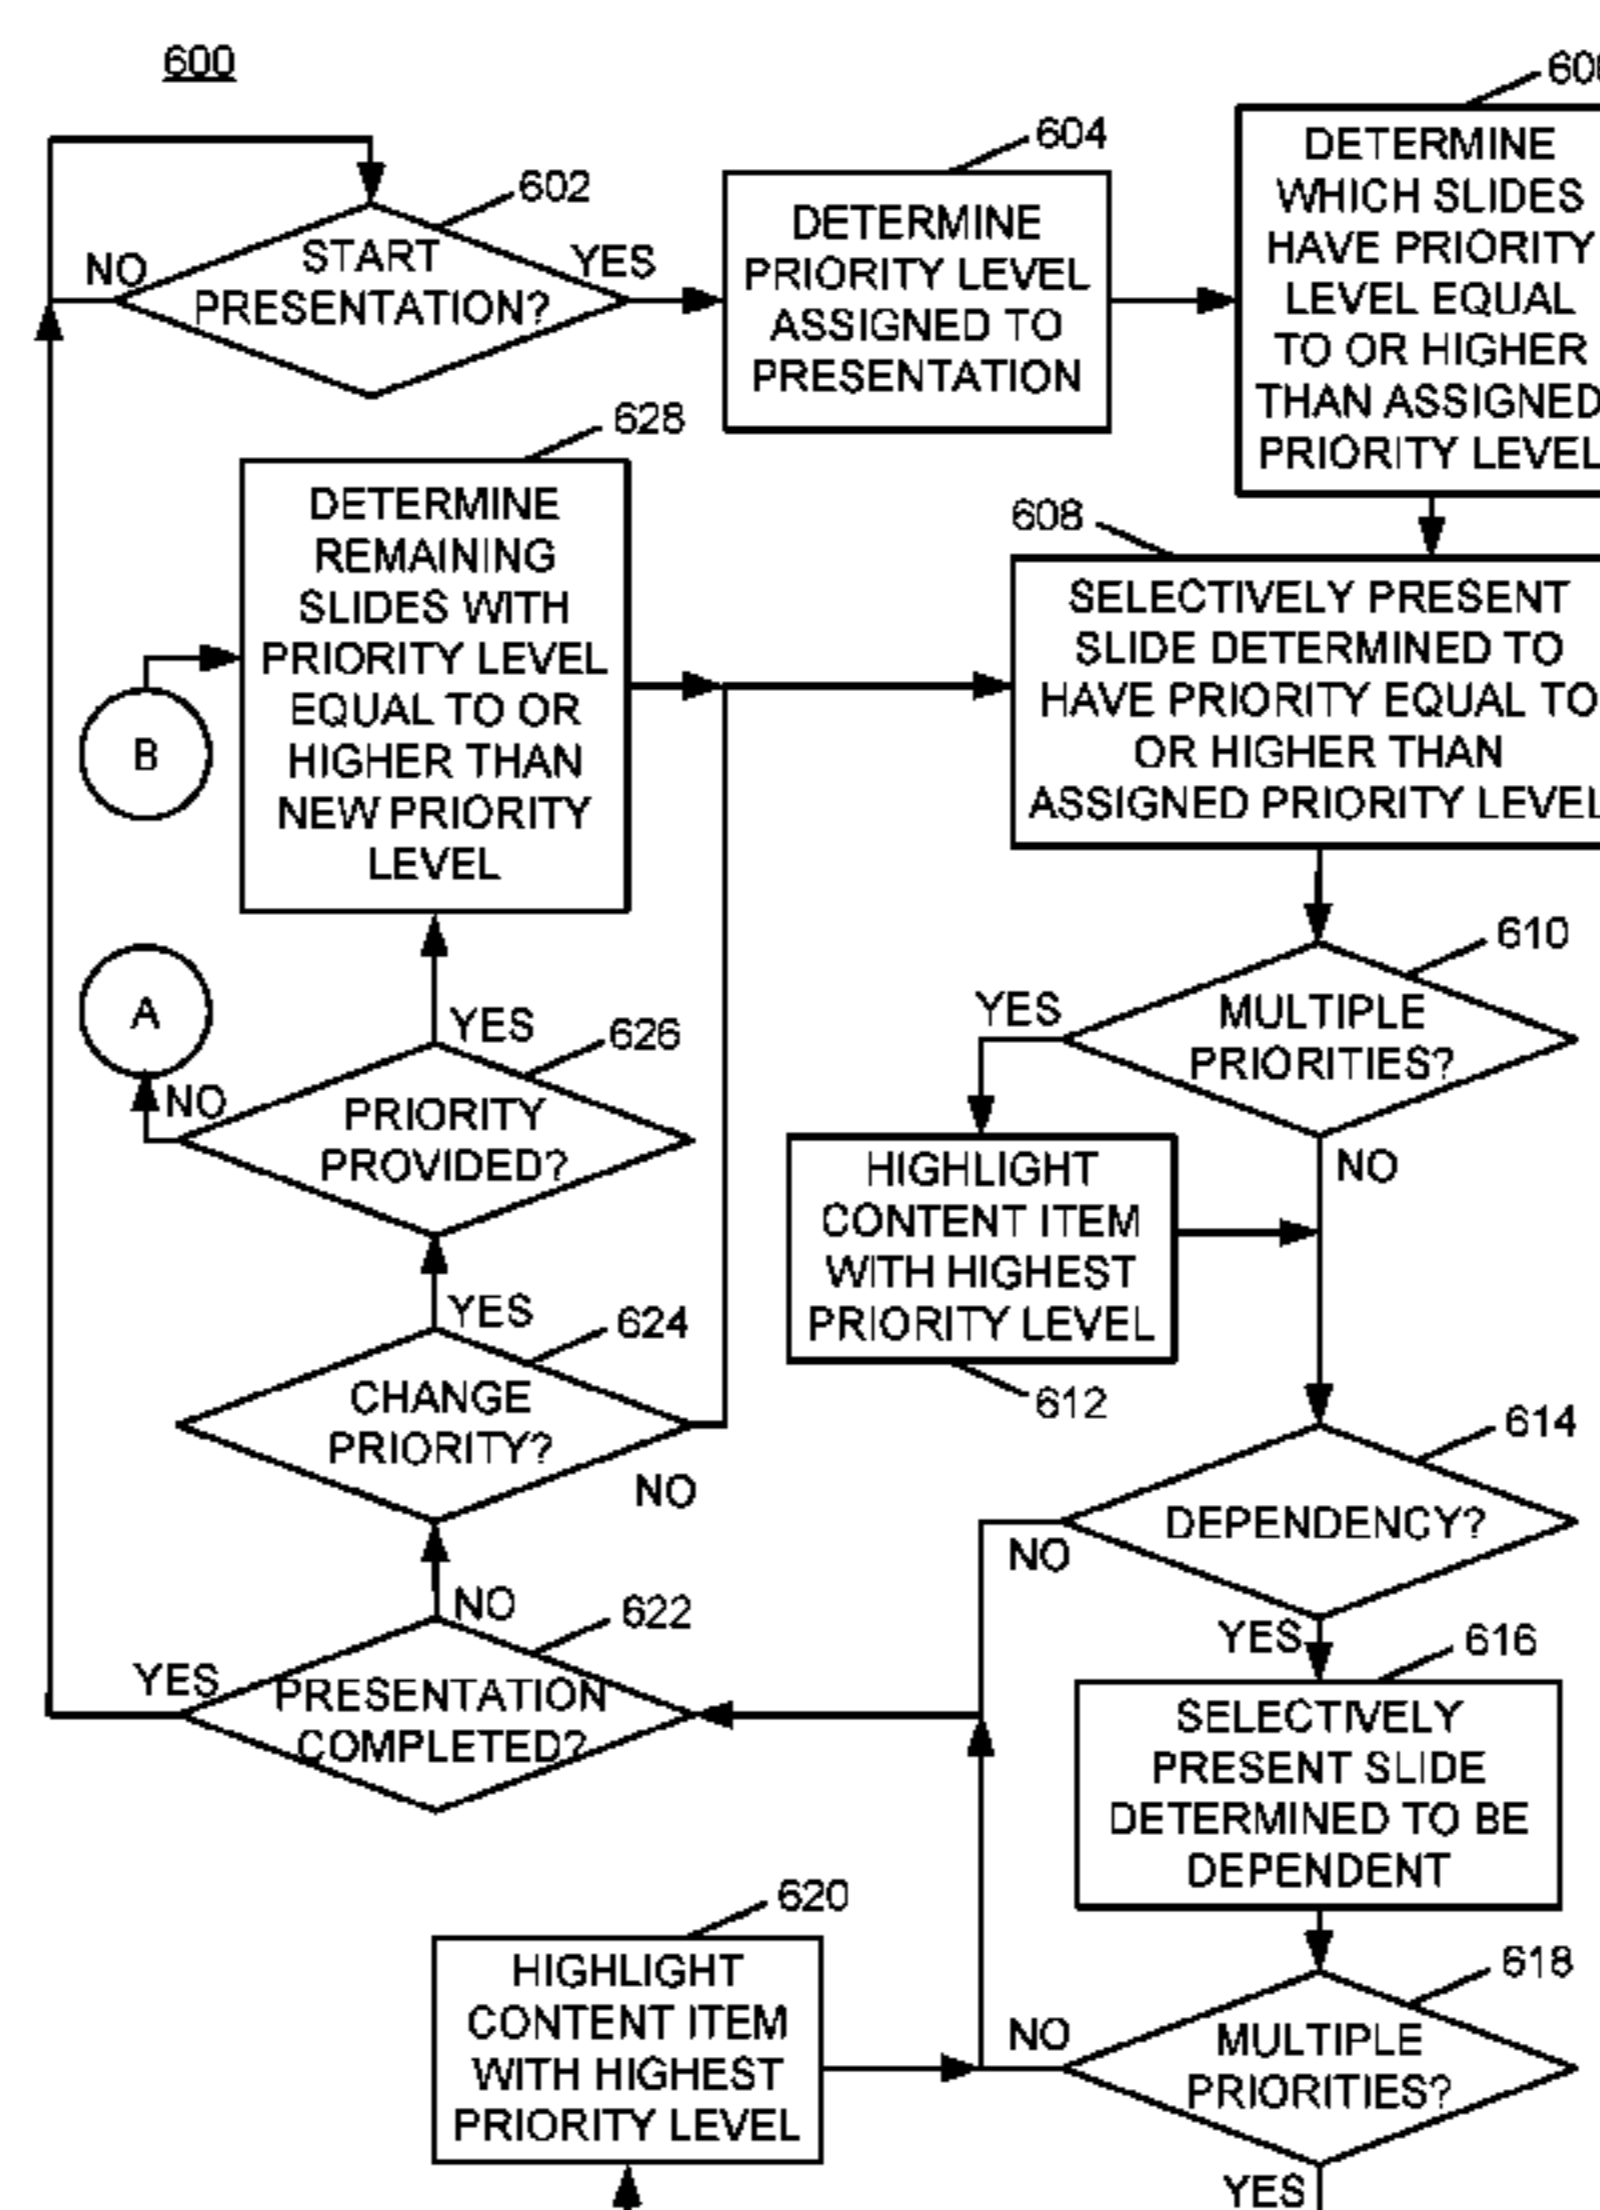 600
602
START
PRESENTATION?
NO
YES
604
DETERMINE
PRIORITY LEVEL
ASSIGNED TO
PRESENTATION
DETERMINE
WHICH SLIDES
HAVE PRIORITY
LEVEL EQUAL
TO OR HIGHER
THAN ASSIGNED
PRIORITY LEVEL
628
DETERMINE
REMAINING
SLIDES WITH
PRIORITY LEVEL
EQUAL TO OR
HIGHER THAN
NEW PRIORITY
LEVEL
B
608
SELECTIVELY PRESENT
SLIDE DETERMINED TO
HAVE PRIORITY EQUAL TO
OR HIGHER THAN
ASSIGNED PRIORITY LEVEL
610
MULTIPLE
PRIORITIES?
YES
NO
A
NO
YES
626
PRIORITY
PROVIDED?
HIGHLIGHT
CONTENT ITEM
WITH HIGHEST
PRIORITY LEVEL
612
YES
624
CHANGE
PRIORITY?
NO
614
DEPENDENCY?
NO
YES
NO
622
YES
PRESENTATION
COMPLETED?
616
SELECTIVELY
PRESENT SLIDE
DETERMINED TO BE
DEPENDENT
620
HIGHLIGHT
CONTENT ITEM
WITH HIGHEST
PRIORITY LEVEL
618
NO
MULTIPLE
PRIORITIES?
YES